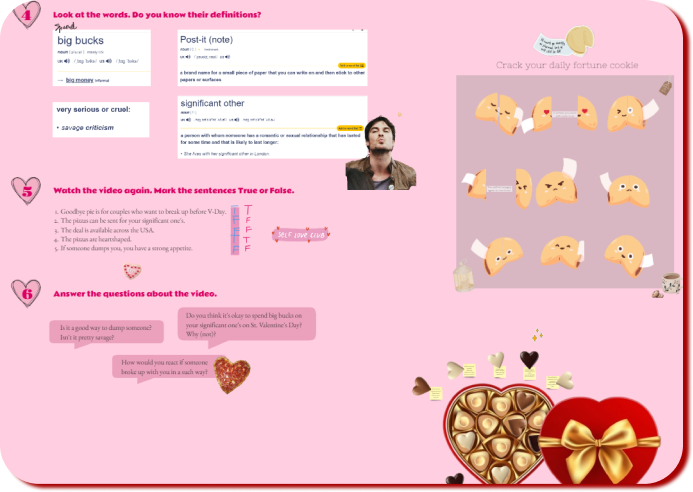 4 Look at the words. Do you know their definitions?
Spend
big bucks
big money
very serious or cruel:
• savage criticism
Post-it (note)
a brand name for a small piece of paper that you can write on and then stick to other
papers or surfaces
significant other
a person with whom someone has a romantic or sexual relationship that has lasted
for some time and that is likely to last longer:
• She lives with her significant other in London.
5 Watch the video again. Mark the sentences True or False.
1. Goodbye pie is for couples who want to break up before V-Day.
2. The pizzas can be sent for your significant one's.
3. The deal is available across the USA.
4. The pizzas are heartshaped.
5. If someone dumps you, you have a strong appetite.
T T
F F
F F
T T
F F
SELF LOVE CLUB
6 Answer the questions about the video.
Is it a good way to dump someone?
Isn't it pretty savage?
Do you think it's okay to spend big bucks on
your significant one's on St. Valentine's Day?
Why (not)?
How would you react if someone
broke up with you in a such way?
Crack your daily fortune cookie